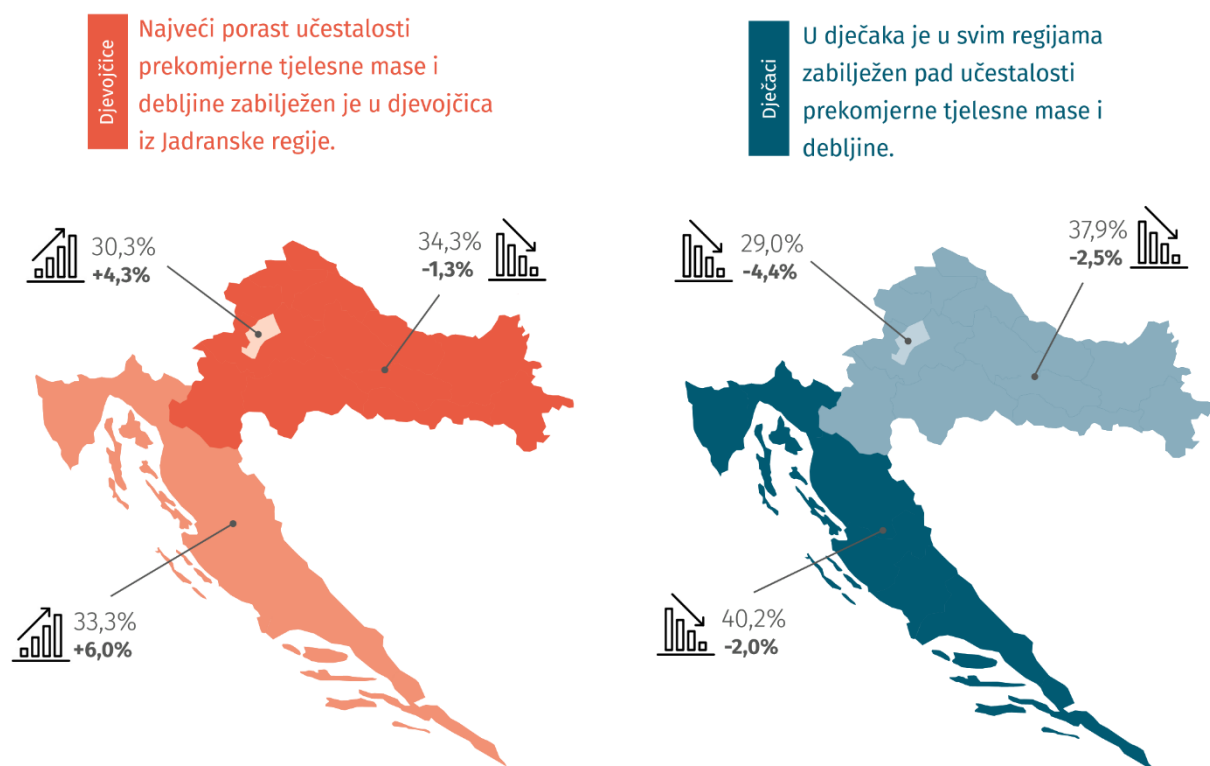 Djevojčice
Najveći porast učestalosti
prekomjerne tjelesne mase i
debljine zabilježen je u djevojčica
iz Jadranske regije.
30,3%
+4,3%
34,3%
-1,3%
33,3%
+6,0%
Dječaci
U dječaka je u svim regijama
zabilježen pad učestalosti
prekomjerne tjelesne mase i
debljine.
29,0%
-4,4%
37,9%
-2,5%
40,2%
-2,0%